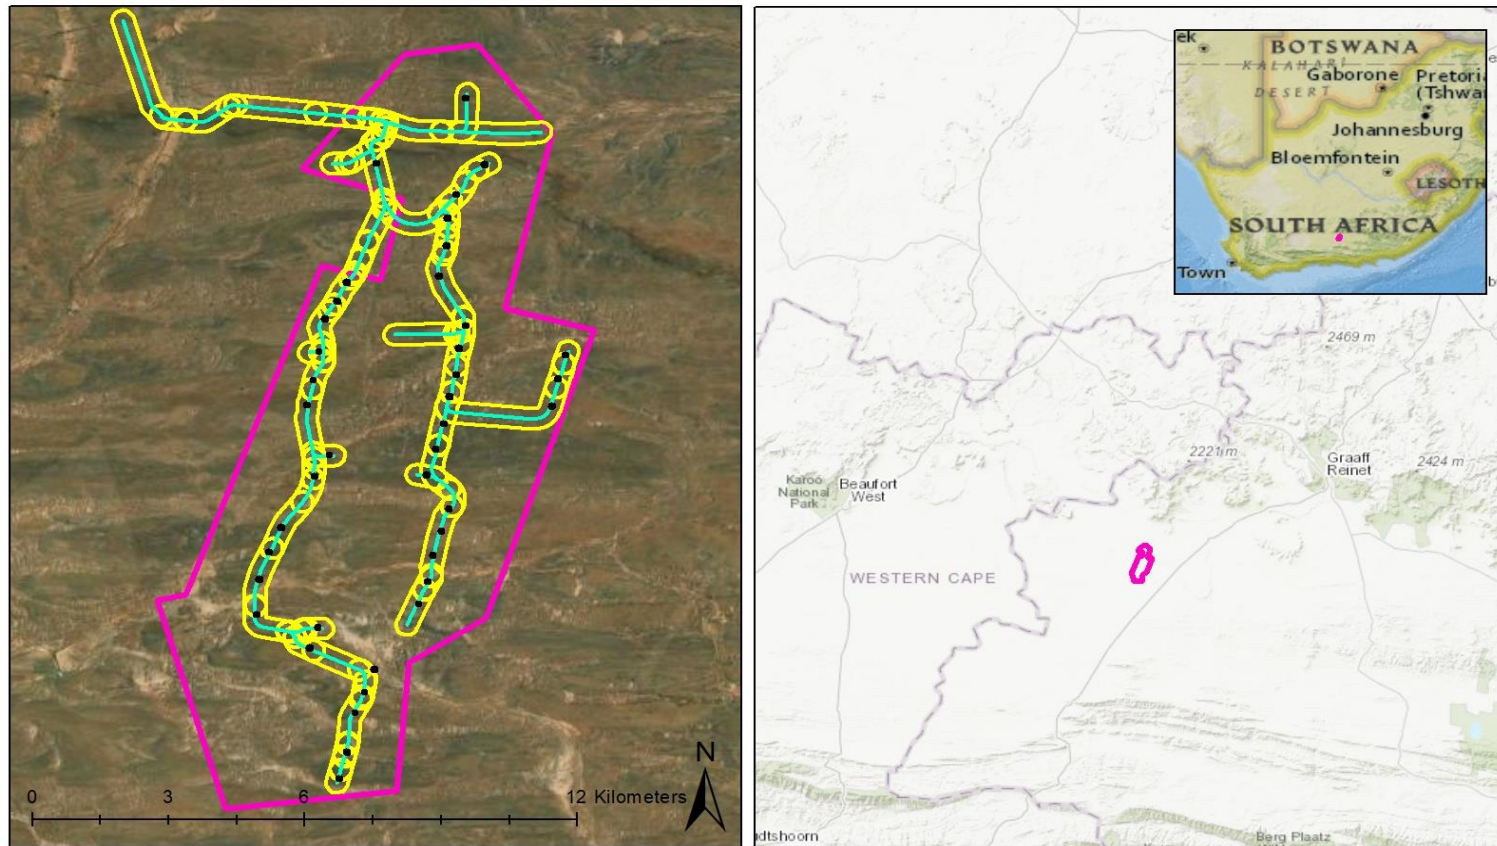 N
0
3
6
12 Kilometers
ek
BOTSWANA
KALAHARI
Gaborone
Pretoria
DESERT
(Tshwa
Johannesburg
Bloemfontein
LESOTH
SOUTH AFRICA
Town
2469 m
2221 m
Graaff
Reinet
2424 m
Karoo
National
Park
Beaufort
West
WESTERN CAPE
udtshoorn
Berg Plaatz